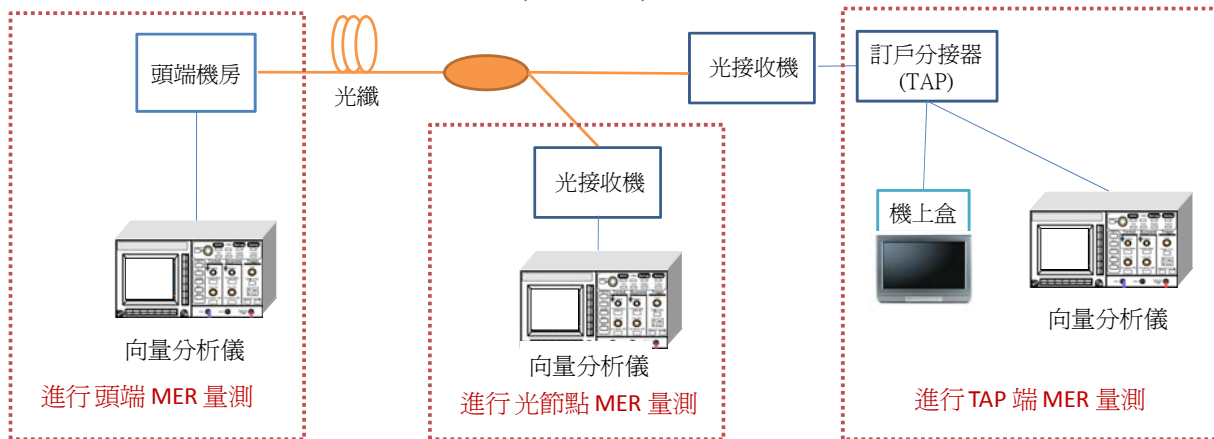 頭端機房
光纖
光接收機
訂戶分接器
(TAP)
光接收機
機上盒
向量分析儀
向量分析儀
向量分析儀
進行 頭端 MER 量測
進行 光節點 MER 量測
進行 TAP 端 MER 量測